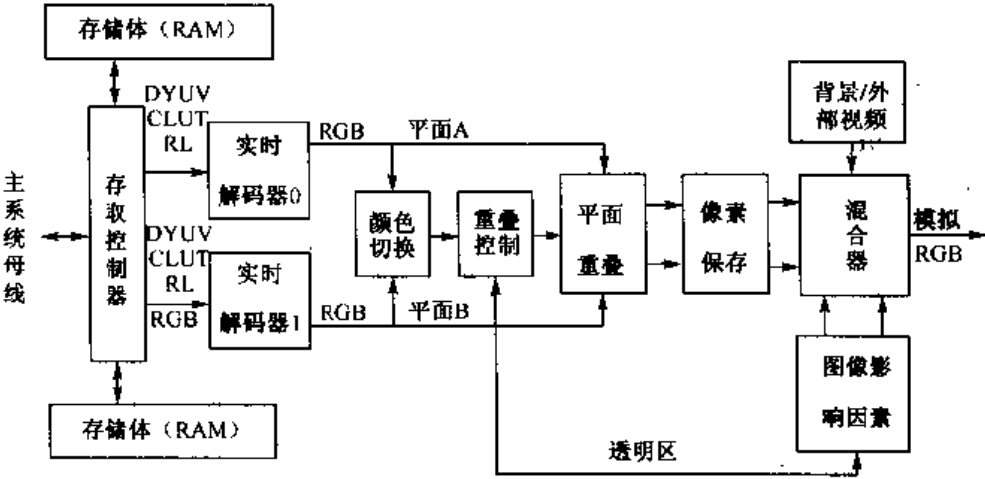 存储体（RAM）
主系统母线
存取控制器
DYUV
CLUT
RL
实时
解码器0
DYUV
CLUT
RL
RGB
实时
解码器1
存储体（RAM）
RGB
平面A
颜色
切换
重叠
控制
RGB
平面B
平面
重叠
像素
保存
背景/外
部视频
混合器
模拟
RGB
图像影
响因素
透明区